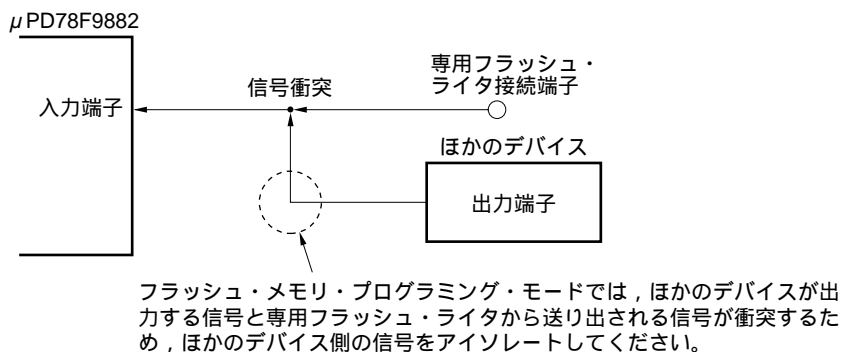 μPD78F9882
専用フラッシュ・
ライタ接続端子
信号衝突
入力端子
ほかのデバイス
出力端子
フラッシュ・メモリ・プログラミング・モードでは，ほかのデバイスが出
力する信号と専用フラッシュ・ライタから送り出される信号が衝突するた
め，ほかのデバイス側の信号をアイソレートしてください。